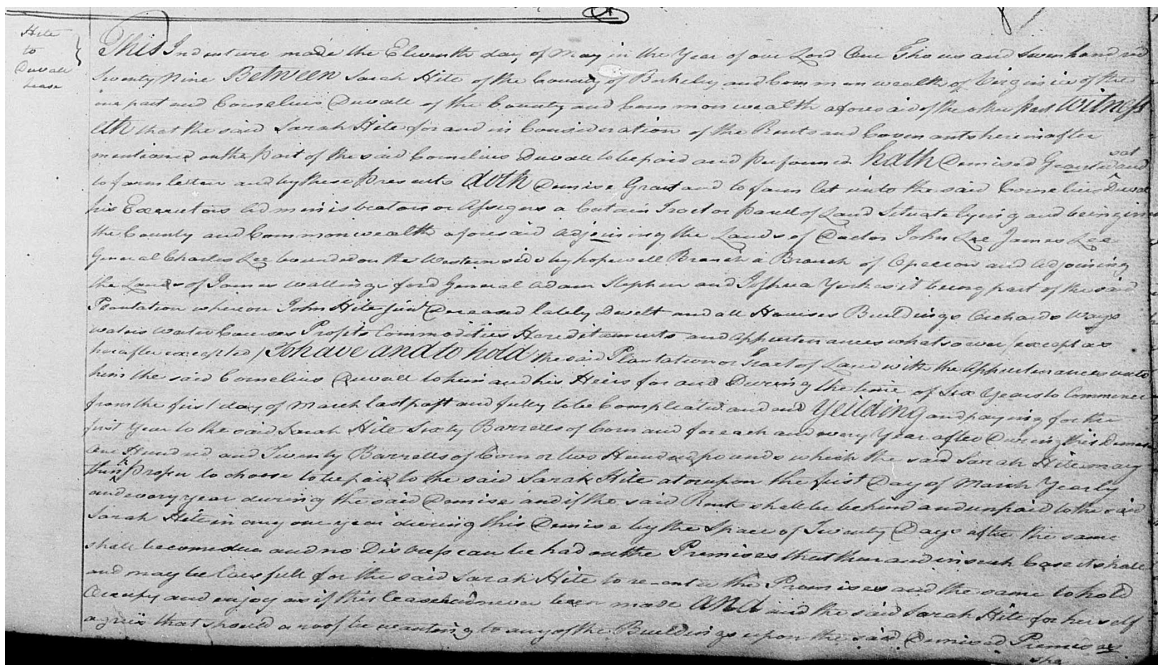 Hite
to
Duvall
Lease
This Indenture made the Eleventh day of May in the Year of our Lord One Thousand Seven hundred
Seventy Nine Between Sarah Hite of the County of Berkeley and Common wealth of Virginia of the
one part and Cornelius Duvall of the County and Common wealth aforesaid of the other part Witness
eth that the said Sarah Hite for and in Consideration of the Rent and Covenants herein after
mentioned on the Part of the said Cornelius Duvall to be paid and performed hath Demised Granted and
to farm letten and by these Presents doth Demise Grant and to farm let unto the said Cornelius Duvall
his Executors Administrators or Assigns a Certain Tract or parcel of Land Situate lying and being in
the County and Common wealth aforesaid adjoining the Lands of Doctor John Lee James Lee
General Charles Lee bounded on the Western side by hopewell Branch a Branch of Opeccon and Adjoining
the Lands of James Wallingsford General Adam Stephen and Joshua Yorkes it being part of the said
Plantation whereon John Hite Junr Deceased lately Dwelt and all Houses Buildings Orchards Ways
waters Water Courses Profits Commodities Hereditaments and Appurtenances whatsoever (except as
hereafter excepted) To have and to hold the said Plantation or Tract of Land with the Appurtenances unto
him the said Cornelius Duvall to him and his Heirs for and During the time of Six Years to Commence
from the first day of March last past and fully to be Compleated and and Yeilding and paying for the
first Year to the said Sarah Hite Sixty Barrells of Corn and for each and every Year after During this Demise
One Hundred and Twenty Barrells of Corn or two Hundred pounds which the said Sarah Hite may
think Proper to choose to be paid to the said Sarah Hite at or upon the first Day of March Yearly
and every year during the said Demise and if the said Rent shall be behind and unpaid to the said
Sarah Hite in any one year during this Demise by the Space of Twenty Days after the same
shall become due and no Distress can be had on the Premises that then and in such Case it shall
and may be lawfull for the said Sarah Hite to re-enter the Premises and the same to hold
Occupy and enjoy as if this lease had never been made And and the said Sarah Hite for herself
agrees that should a roof be wanting to any of the Buildings upon the said Demised Premises
sha